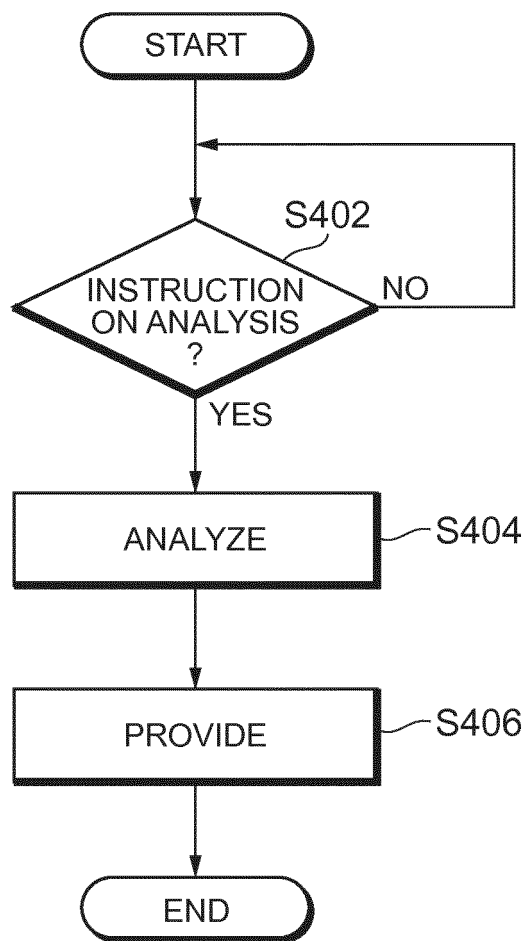 START
S402
INSTRUCTION
ON ANALYSIS
?
NO
YES
ANALYZE
S404
PROVIDE
S406
END